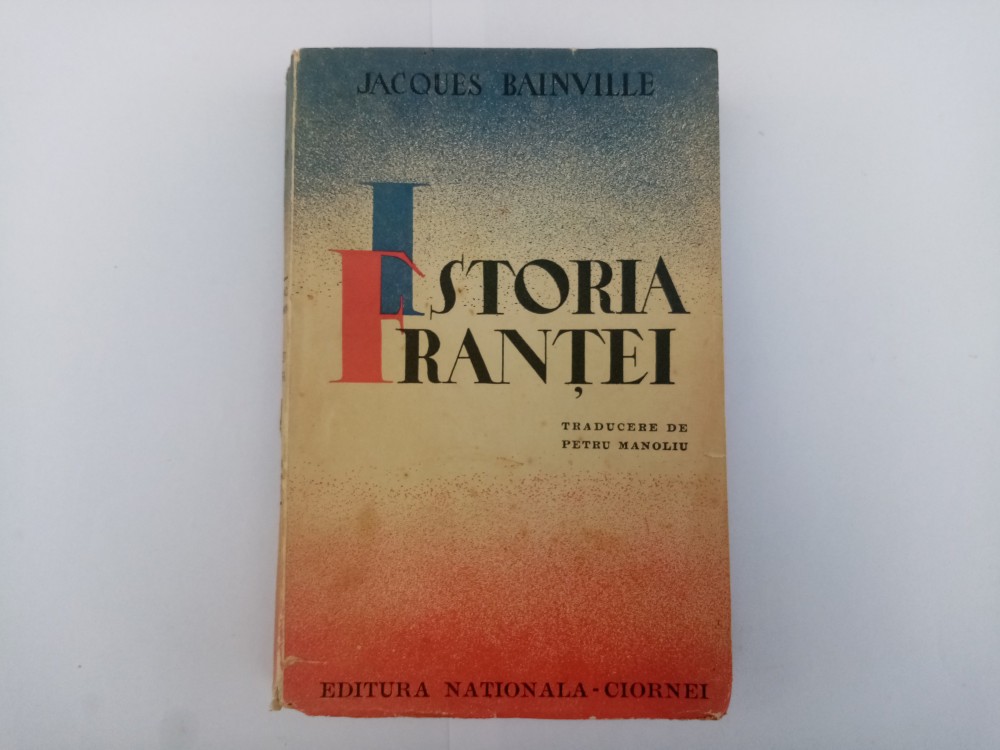 JACQUES BAINVILLE
ISTORIA
FRANȚEI
TRADUCERE DE
PETRU MANOLIU
EDITURA NATIONALA-CIORNEI